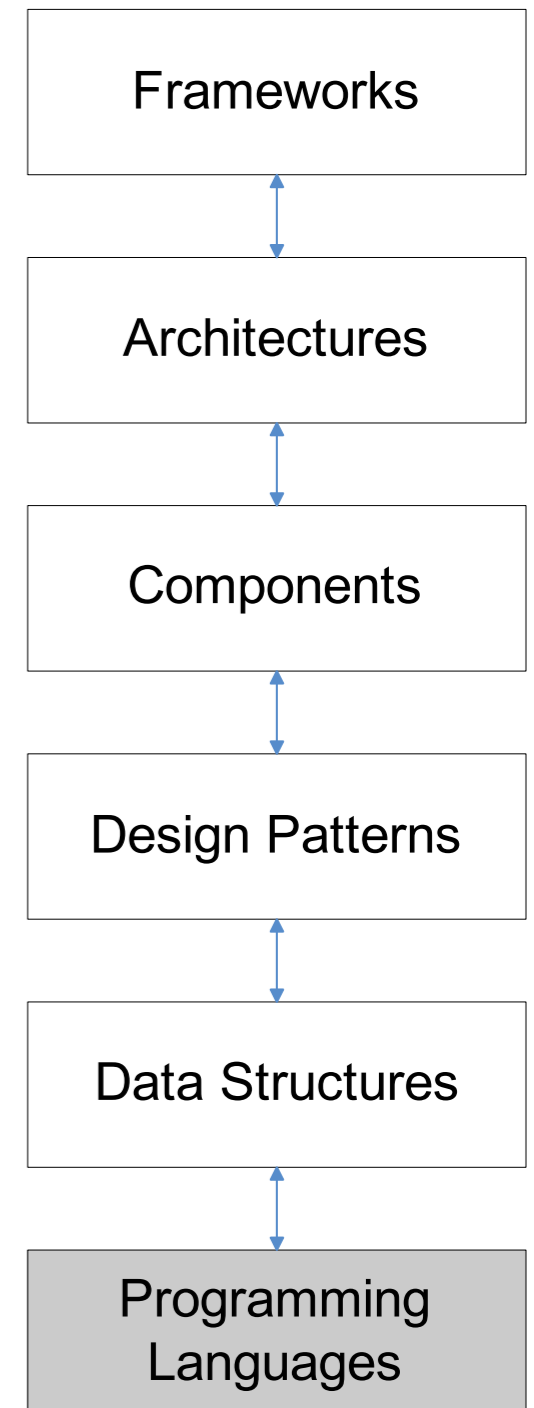 Frameworks
Architectures
Components
Design Patterns
Data Structures
Programming
Languages